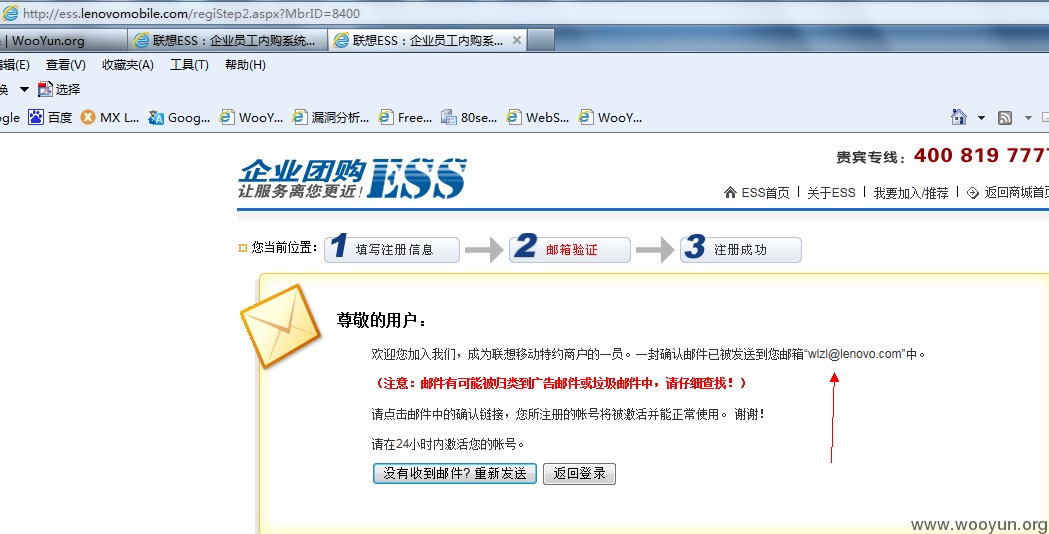 http://ess.lenovomobile.com/regiStep2.aspx?MbrID=8400
| WooYun.org 联想ESS：企业员工内购系统... 联想ESS：企业员工内购系... ×
编辑(E) 查看(V) 收藏夹(A) 工具(T) 帮助(H)
换 选择
gle 百度 MX L... Goog... WooY... 漏洞分析... Free... 80se... WebS... WooY...
企业团购 ESS
让服务离您更近!
贵宾专线：400 819 777
ESS首页 | 关于ESS | 我要加入/推荐 | 返回商城首页
您当前位置： 1 填写注册信息 2 邮箱验证 3 注册成功
尊敬的用户：
欢迎您加入我们，成为联想移动特约商户的一员。一封确认邮件已被发送到您邮箱“wlzl@lenovo.com”中。
（注意：邮件有可能被归类到广告邮件或垃圾邮件中，请仔细查找！）
请点击邮件中的确认链接，您所注册的帐号将被激活并能正常使用。 谢谢！
请在24小时内激活您的帐号。
没有收到邮件？重新发送 返回登录
www.wooyun.org